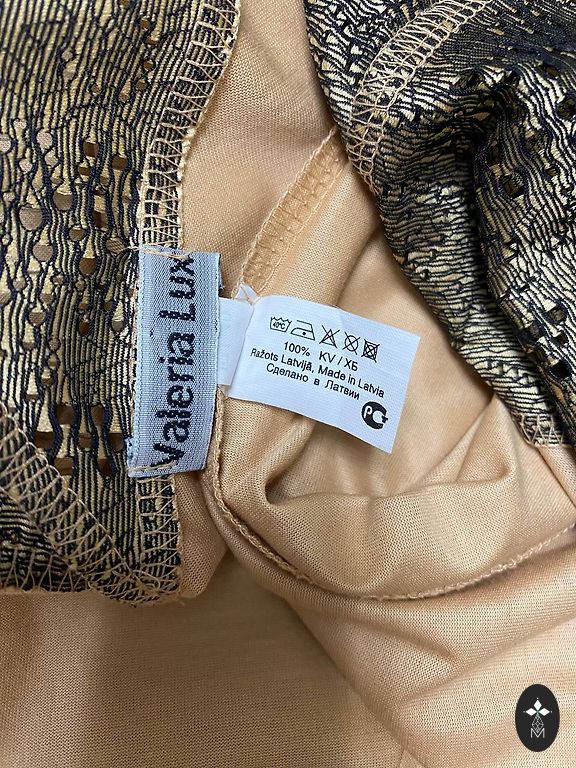 Valeria Lux
40°C
100% KV / ХБ
Ražots Latvijā, Made in Latvia
Сделано в Латвии